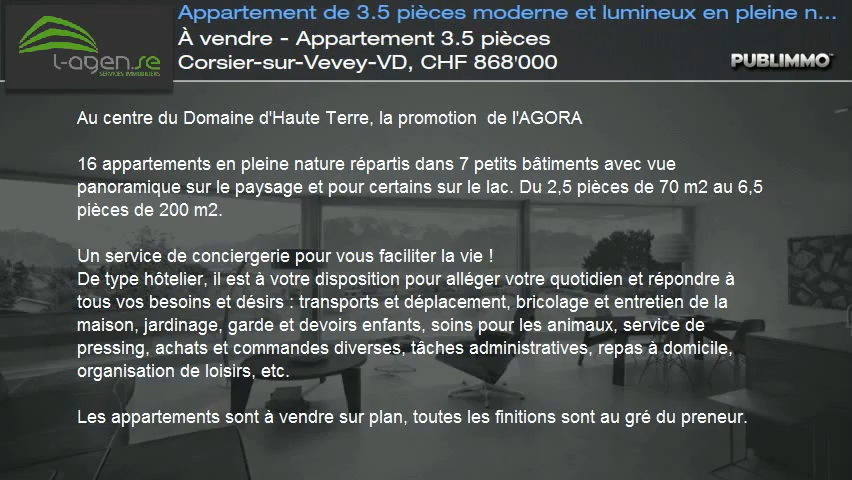 Appartement de 3.5 pièces moderne et lumineux en pleine n...
À vendre - Appartement 3.5 pièces
Corsier-sur-Vevey-VD, CHF 868'000
l-agen.se
SERVICES IMMOBILIERS
PUBLIMMO
Au centre du Domaine d'Haute Terre, la promotion  de l'AGORA
16 appartements en pleine nature répartis dans 7 petits bâtiments avec vue
panoramique sur le paysage et pour certains sur le lac. Du 2,5 pièces de 70 m2 au 6,5
pièces de 200 m2.
Un service de conciergerie pour vous faciliter la vie !
De type hôtelier, il est à votre disposition pour alléger votre quotidien et répondre à
tous vos besoins et désirs : transports et déplacement, bricolage et entretien de la
maison, jardinage, garde et devoirs enfants, soins pour les animaux, service de
pressing, achats et commandes diverses, tâches administratives, repas à domicile,
organisation de loisirs, etc.
Les appartements sont à vendre sur plan, toutes les finitions sont au gré du preneur.